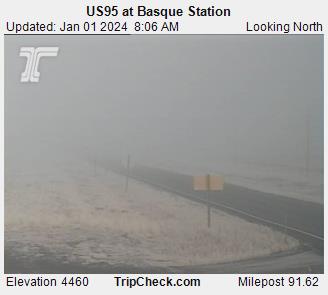 US95 at Basque Station
Updated: Jan 01 2024 8:06 AM Looking North
Elevation 4460 TripCheck.com Milepost 91.62